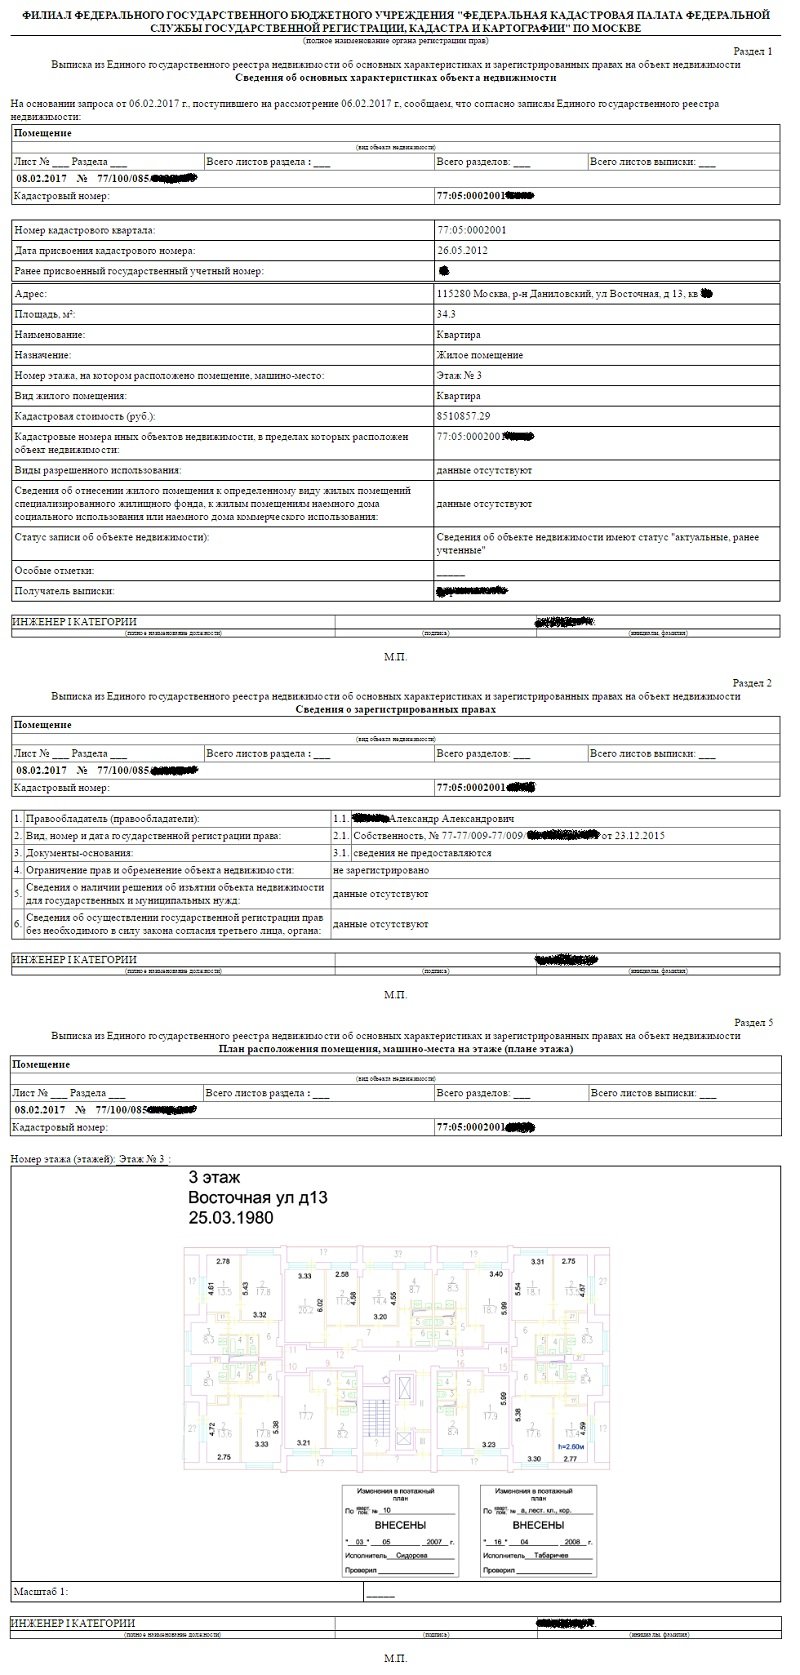 ФИЛИАЛ ФЕДЕРАЛЬНОГО ГОСУДАРСТВЕННОГО БЮДЖЕТНОГО УЧРЕЖДЕНИЯ "ФЕДЕРАЛЬНАЯ КАДАСТРОВАЯ ПАЛАТА ФЕДЕРАЛЬНОЙ
СЛУЖБЫ ГОСУДАРСТВЕННОЙ РЕГИСТРАЦИИ, КАДАСТРА И КАРТОГРАФИИ" ПО МОСКВЕ
(полное наименование органа регистрации прав)
Раздел 1
Выписка из Единого государственного реестра недвижимости об основных характеристиках и зарегистрированных правах на объект недвижимости
Сведения об основных характеристиках объекта недвижимости
На основании запроса от 06.02.2017 г., поступившего на рассмотрение 06.02.2017 г., сообщаем, что согласно записям Единого государственного реестра
недвижимости:
Помещение
(вид объекта недвижимости)
Лист № ___ Раздела ___ Всего листов раздела : ___ Всего разделов: ___ Всего листов выписки: ___
08.02.2017 № 77/100/085/
Кадастровый номер: 77:05:0002001
Номер кадастрового квартала: 77:05:0002001
Дата присвоения кадастрового номера: 26.05.2012
Ранее присвоенный государственный учетный номер:
Адрес: 115280 Москва, р-н Даниловский, ул Восточная, д 13, кв
Площадь, м²: 34.3
Наименование: Квартира
Назначение: Жилое помещение
Номер этажа, на котором расположено помещение, машино-место: Этаж № 3
Вид жилого помещения: Квартира
Кадастровая стоимость (руб.): 8510857.29
Кадастровые номера иных объектов недвижимости, в пределах которых расположен 77:05:0002001
объект недвижимости:
Виды разрешенного использования: данные отсутствуют
Сведения об отнесении жилого помещения к определенному виду жилых помещений
специализированного жилищного фонда, к жилым помещениям наемного дома данные отсутствуют
социального использования или наемного дома коммерческого использования:
Статус записи об объекте недвижимости): Сведения об объекте недвижимости имеют статус "актуальные, ранее
учтенные"
Особые отметки: _____
Получатель выписки:
ИНЖЕНЕР I КАТЕГОРИИ
(полное наименование должности) (подпись) (инициалы, фамилия)
М.П.
Раздел 2
Выписка из Единого государственного реестра недвижимости об основных характеристиках и зарегистрированных правах на объект недвижимости
Сведения о зарегистрированных правах
Помещение
(вид объекта недвижимости)
Лист № ___ Раздела ___ Всего листов раздела : ___ Всего разделов: ___ Всего листов выписки: ___
08.02.2017 № 77/100/085/
Кадастровый номер: 77:05:0002001
1. Правообладатель (правообладатели): 1.1. Александр Александрович
2. Вид, номер и дата государственной регистрации права: 2.1. Собственность, № 77-77/009-77/009/ от 23.12.2015
3. Документы-основания: 3.1. сведения не предоставляются
4. Ограничение прав и обременение объекта недвижимости: не зарегистрировано
5. Сведения о наличии решения об изъятии объекта недвижимости
для государственных и муниципальных нужд: данные отсутствуют
6. Сведения об осуществлении государственной регистрации прав
без необходимого в силу закона согласия третьего лица, органа: данные отсутствуют
ИНЖЕНЕР I КАТЕГОРИИ
(полное наименование должности) (подпись) (инициалы, фамилия)
М.П.
Раздел 5
Выписка из Единого государственного реестра недвижимости об основных характеристиках и зарегистрированных правах на объект недвижимости
План расположения помещения, машино-места на этаже (плане этажа)
Помещение
(вид объекта недвижимости)
Лист № ___ Раздела ___ Всего листов раздела : ___ Всего разделов: ___ Всего листов выписки: ___
08.02.2017 № 77/100/085
Кадастровый номер: 77:05:0002001
Номер этажа (этажей): Этаж № 3 :
3 этаж
Восточная ул д13
25.03.1980
2.78 3.33 2.58 3.40 3.31 2.75
4.61 5.43 6.02 4.58 4.55 5.99 5.54 4.67
3.32 3.20
4.72 5.38 5.99 5.38 4.59
2.75 3.33 3.21 3.23 3.30 2.77
h=2.60м
Изменения в поэтажный план
По кварт. пом. № 10
ВНЕСЕНЫ
"03" 05 2007 г.
Исполнитель Сидорова
Проверил
Изменения в поэтажный план
По кварт. пом. № а, лест. кл., кор.
ВНЕСЕНЫ
"16" 04 2008 г.
Исполнитель Табаричев
Проверил
Масштаб 1: _____
ИНЖЕНЕР I КАТЕГОРИИ
(полное наименование должности) (подпись) (инициалы, фамилия)
М.П.